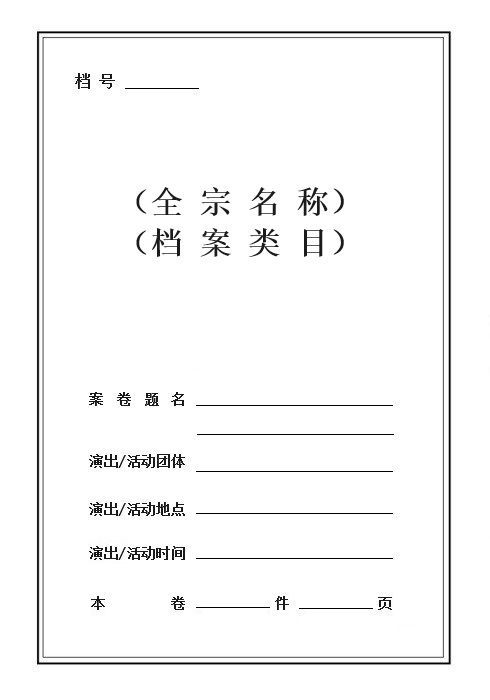 档 号
（全 宗 名 称）
（档 案 类 目）
案 卷 题 名
演出/活动团体
演出/活动地点
演出/活动时间
本 卷 件 页